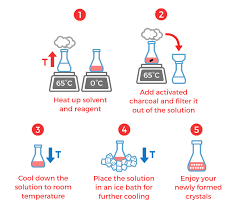 1
T
65°C
0°C
Heat up solvent
and reagent
2
65°C
Add activated
charcoal and filter it
out of the solution
3
T
Cool down the
solution to room
temperature
4
T
Place the solution
in an ice bath for
further cooling
5
Enjoy your
newly formed
crystals